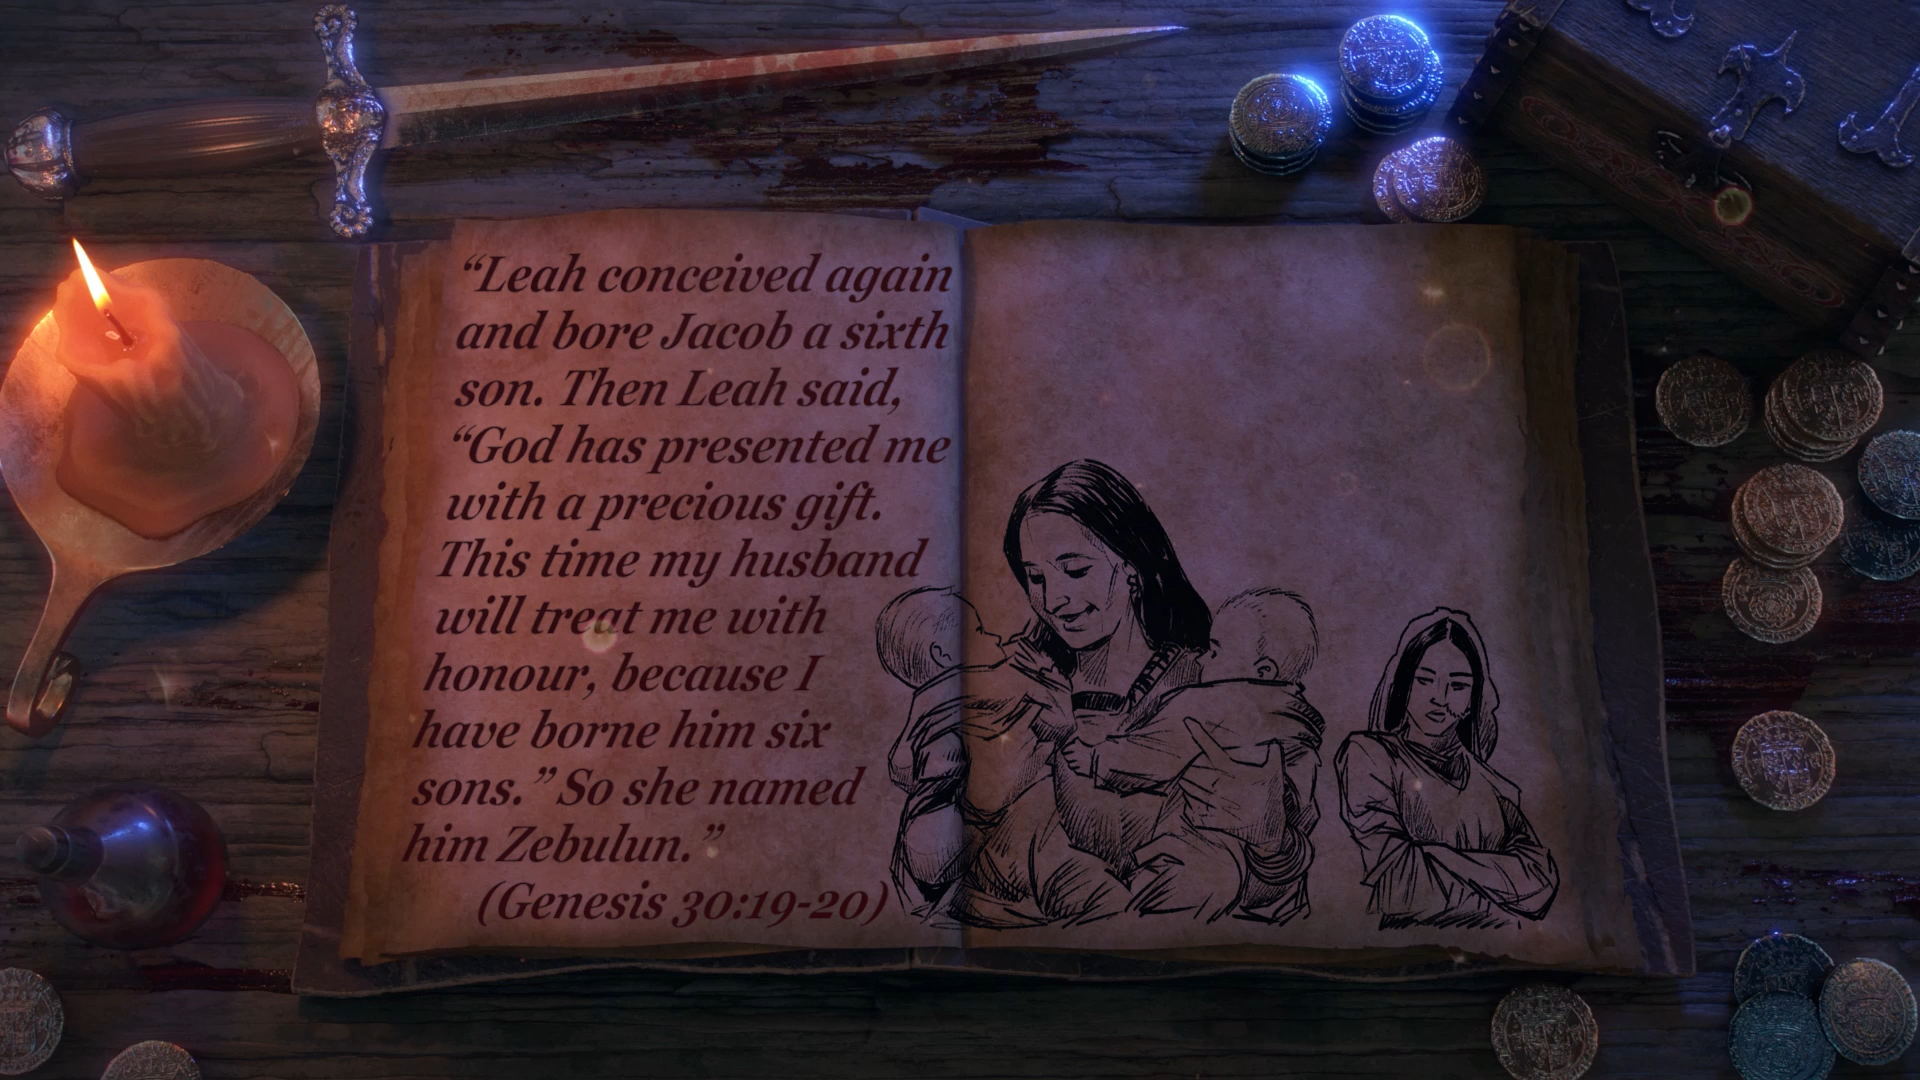 “Leah conceived again
and bore Jacob a sixth
son. Then Leah said,
“God has presented me
with a precious gift.
This time my husband
will treat me with
honour, because I
have borne him six
sons.” So she named
him Zebulun.”
(Genesis 30:19-20)